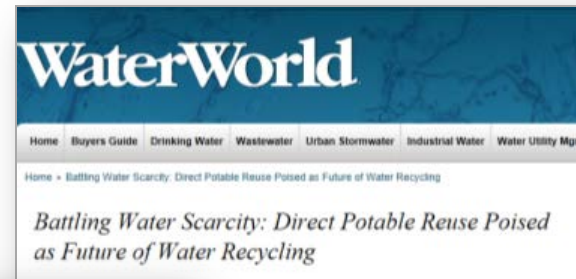 WaterWorld
Home Buyers Guide Drinking Water Wastewater Urban Stormwater Industrial Water Water Utility
Home » Battling Water Scarcity: Direct Potable Reuse Poised as Future of Water Recycling
Battling Water Scarcity: Direct Potable Reuse Poised
as Future of Water Recycling